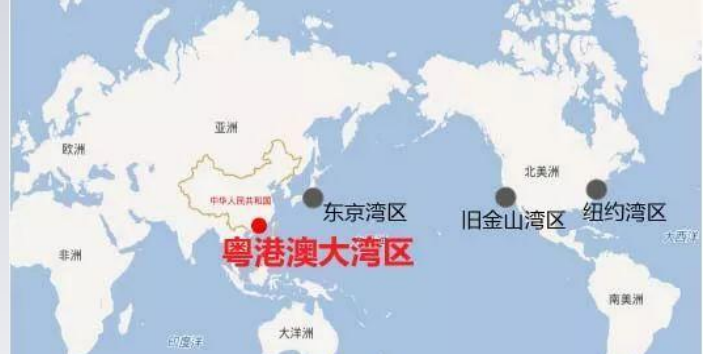 亚洲
欧洲
北美洲
中华人民共和国
东京湾区
旧金山湾区
纽约湾区
粤港澳大湾区
大西洋
非洲
南美洲
大洋洲
印度洋